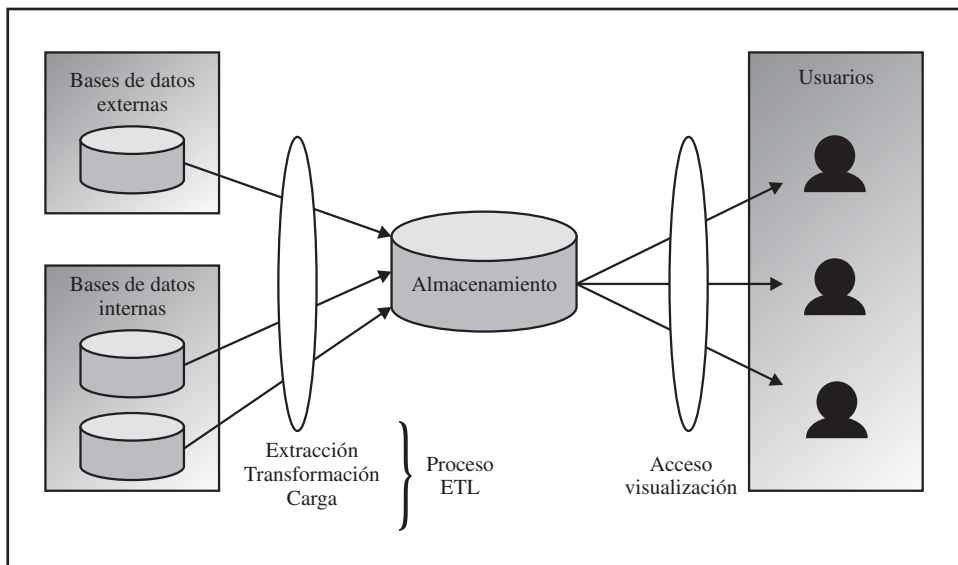 Bases de datos
externas
Bases de datos
internas
Extracción
Transformación
Carga
Proceso
ETL
Almacenamiento
Acceso
visualización
Usuarios